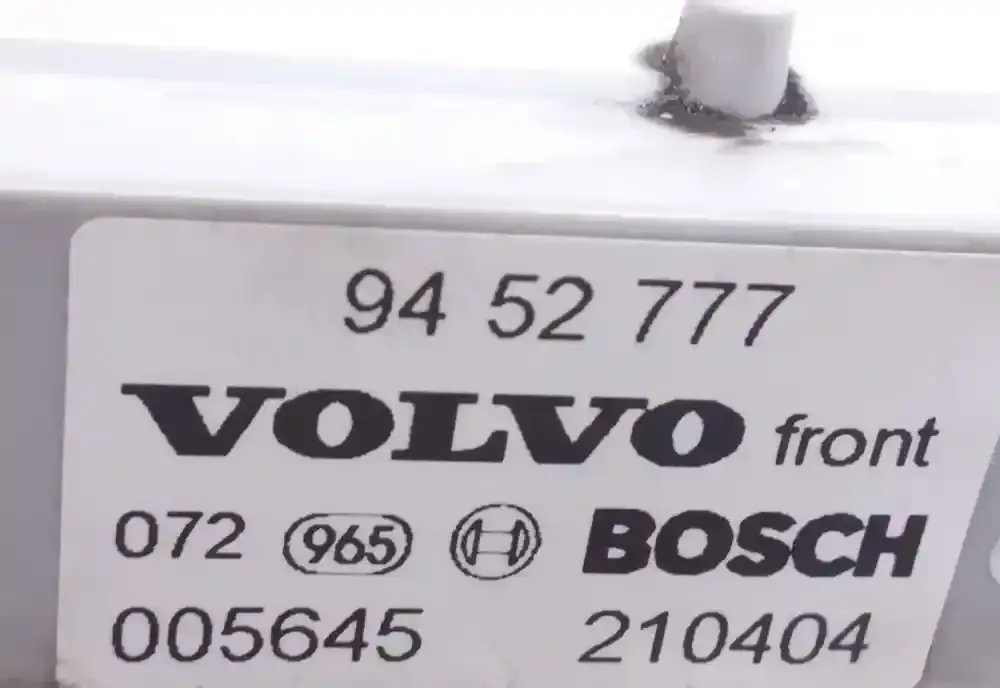 94 52 777
VOLVO front
072 965 BOSCH
005645 210404